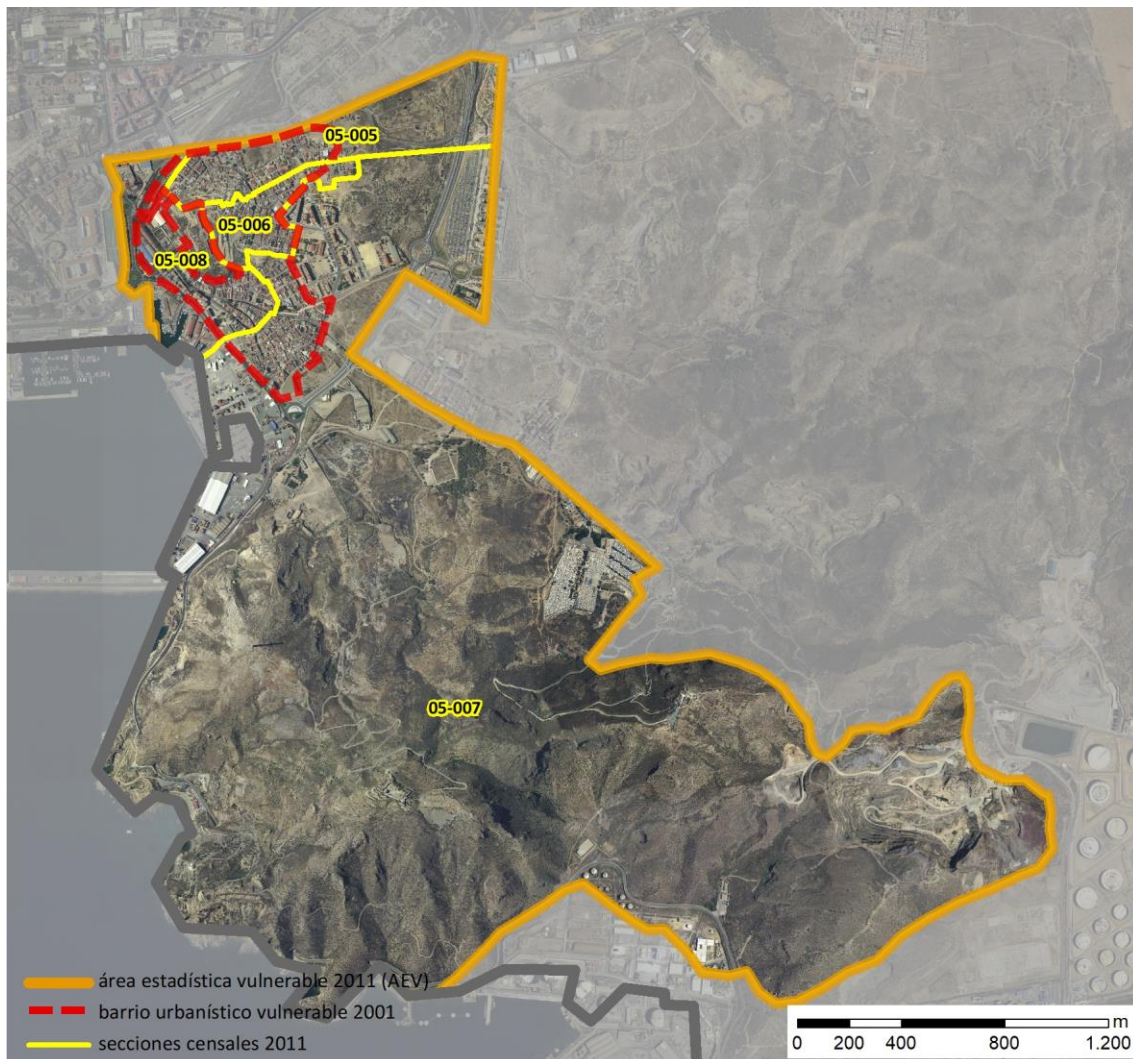 05-005
05-006
05-008
05-007
área estadística vulnerable 2011 (AEV)
barrio urbanístico vulnerable 2001
secciones censales 2011
m
0 200 400 800 1.200